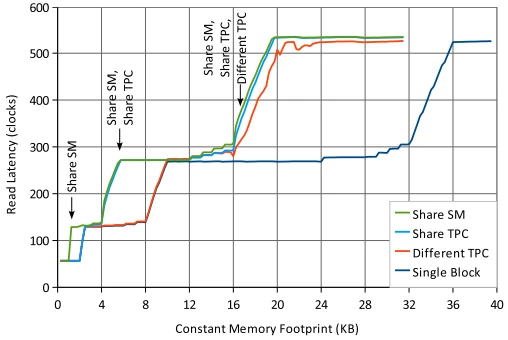 600
500
400
300
200
100
0
Read Latency (clocks)
Share SM
Share SM,
Share TPC
Share SM,
Share TPC,
Different TPC
Share SM
Share TPC
Different TPC
Single Block
0 4 8 12 16 20 24 28 32 36 40
Constant Memory Footprint (KB)